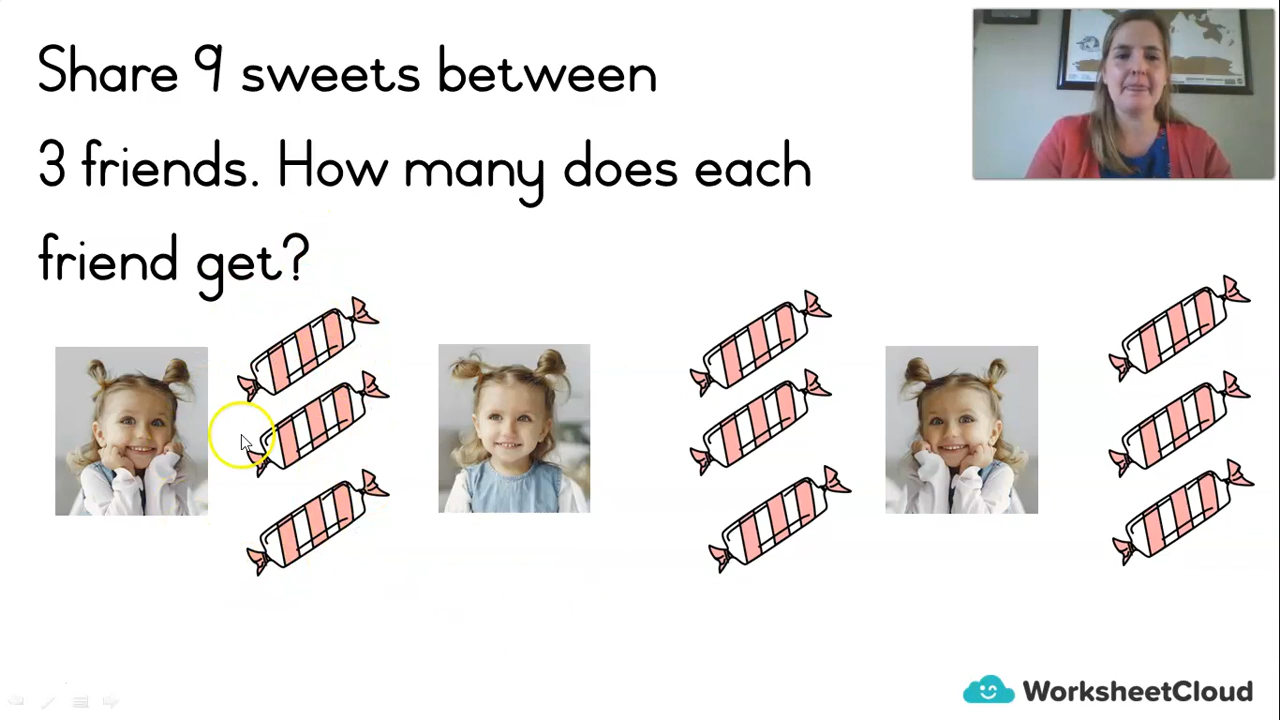 Share 9 sweets between
3 friends. How many does each
friend get?
WorksheetCloud